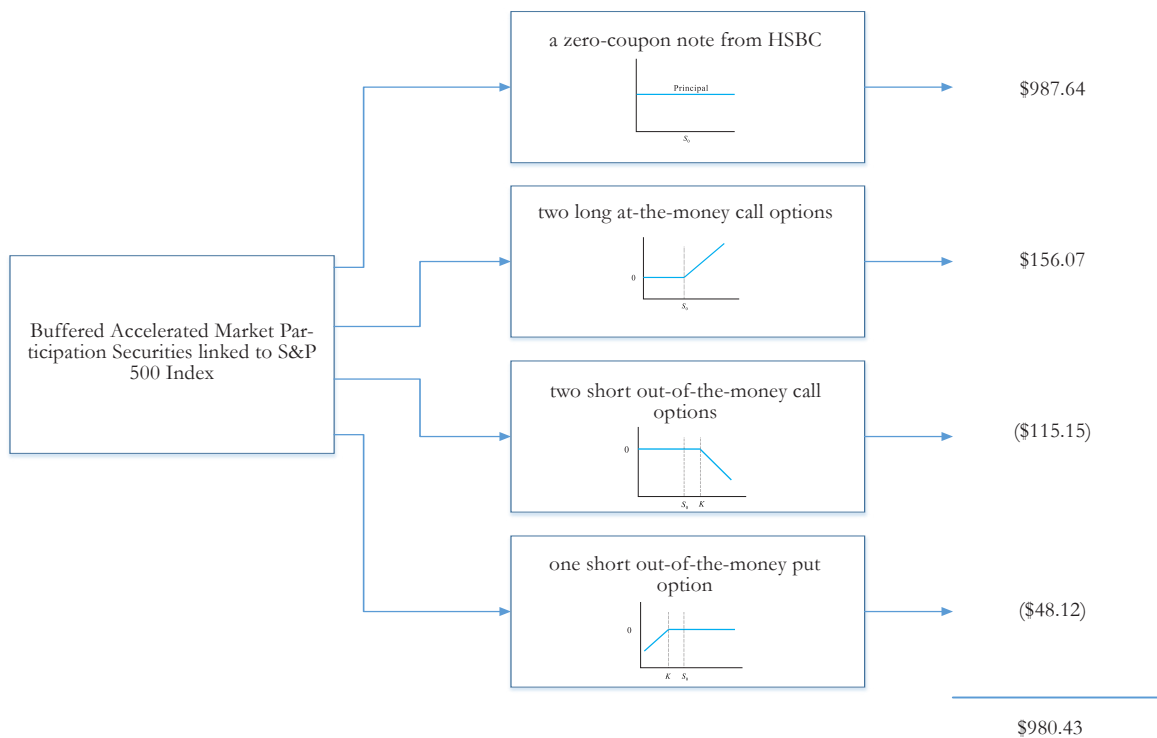 a zero-coupon note from HSBC
Principal
S₀
$987.64
two long at-the-money call options
0
S₀
$156.07
Buffered Accelerated Market Par-
ticipation Securities linked to S&P
500 Index
two short out-of-the-money call
options
0
S₀ K
($115.15)
one short out-of-the-money put
option
0
K S₀
($48.12)
$980.43